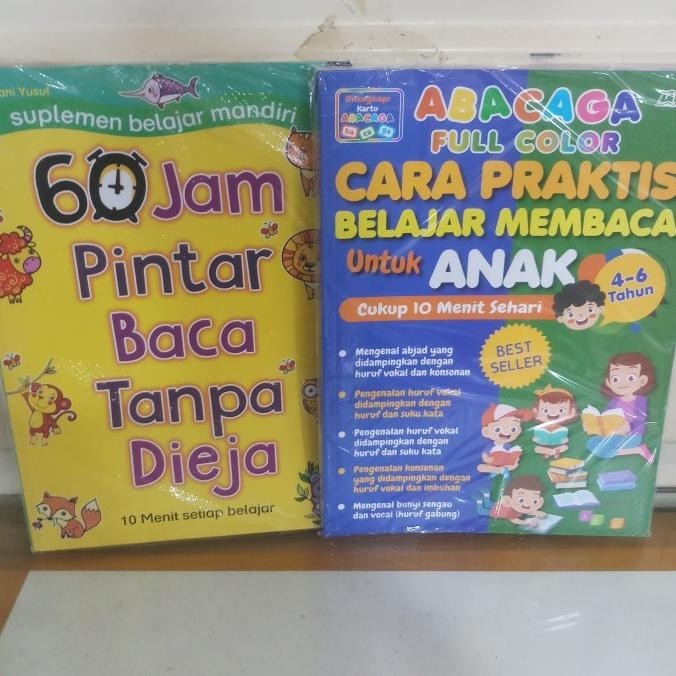 ani Yusuf
suplemen belajar mandiri
60 Jam
Pintar
Baca
Tanpa
Dieja
10 Menit setiap belajar
Dilengkapi
Kartu
ABACAGA
ba ca ga
ABACAGA
FULL COLOR
CARA PRAKTIS
BELAJAR MEMBACA
Untuk ANAK
4-6
Tahun
Cukup 10 Menit Sehari
BEST
SELLER
• Mengenal abjad yang
didampingkan dengan
huruf vokal dan konsonan
• Pengenalan huruf vokal
didampingkan dengan
huruf dan suku kata
• Pengenalan huruf vokal
didampingkan dengan
huruf dan suku kata
• Pengenalan konsonan
yang didampingkan dengan
huruf vokal dan imbuhan
• Mengenal bunyi sengau
dan vocal (huruf gabung)